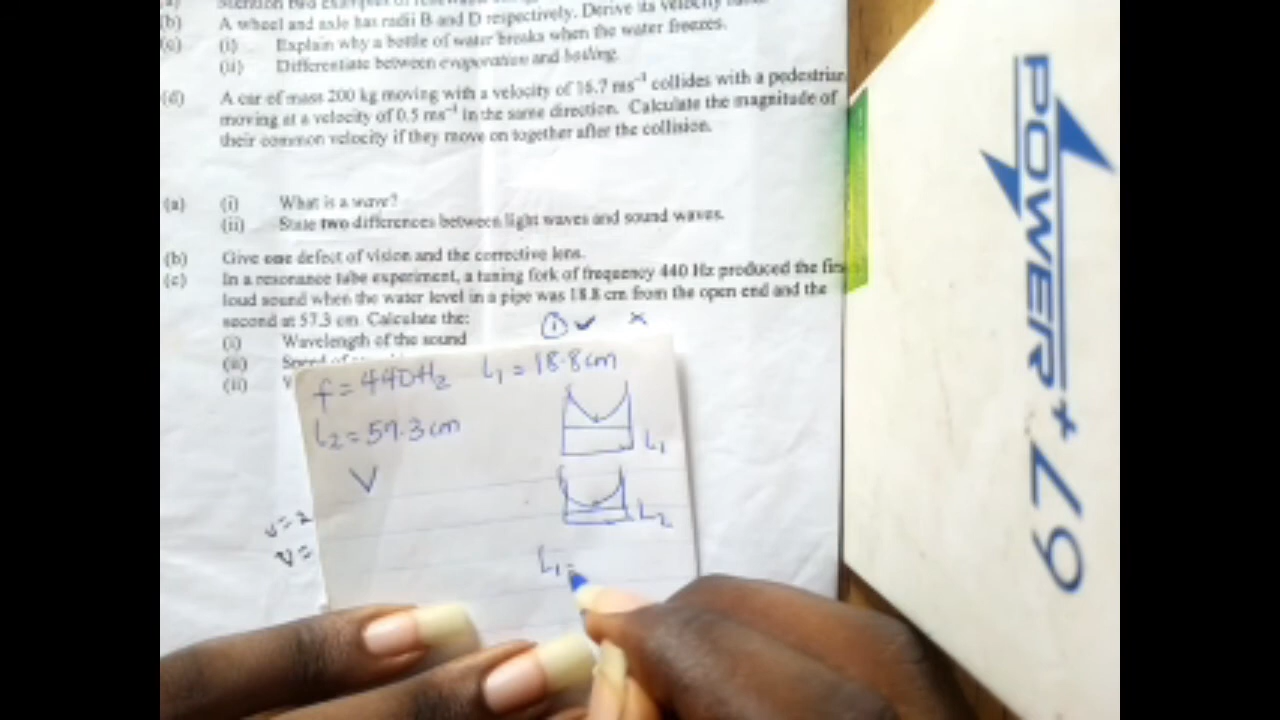 (b) A wheel and axle has radii B and D respectively. Derive its velocity
(c) (i) Explain why a bottle of water breaks when the water freezes.
(ii) Differentiate between evaporation and boiling.
(d) A car of mass 200 kg moving with a velocity of 16.7 ms⁻¹ collides with a pedestrian
moving at a velocity of 0.5 ms⁻¹ in the same direction. Calculate the magnitude of
their common velocity if they move on together after the collision.
(a) (i) What is a wave?
(ii) State two differences between light waves and sound waves.
(b) Give one defect of vision and the corrective lens.
(c) In a resonance tube experiment, a tuning fork of frequency 440 Hz produced the
loud sound when the water level in a pipe was 18.8 cm from the open end and the
second at 57.3 cm. Calculate the:
(i) Wavelength of the sound
(ii)
(ii) V
① ✓ ×
f = 440Hz L₁ = 18.8cm
L₂ = 57.3cm
L₁
V
L₂
L₁ =
v =
POWER+ L9